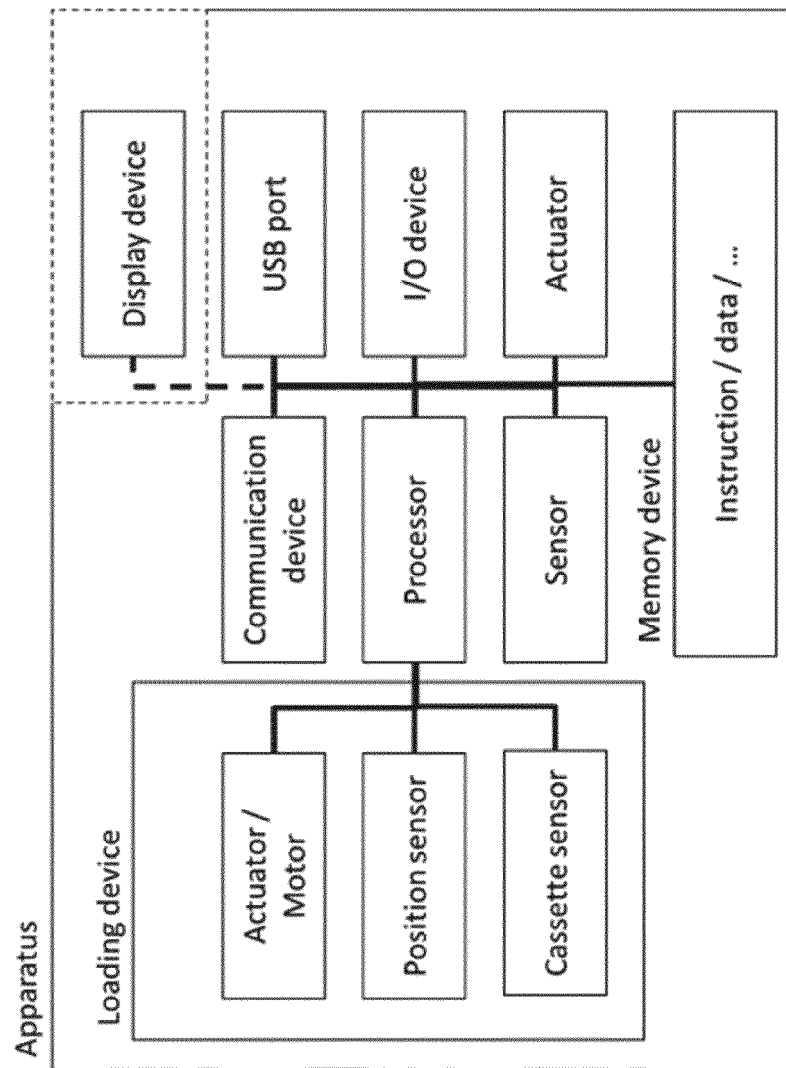 Apparatus
Loading device
Actuator /
Motor
Position sensor
Cassette sensor
Communication
device
Processor
Sensor
Memory device
Instruction / data / ...
Display device
USB port
I/O device
Actuator